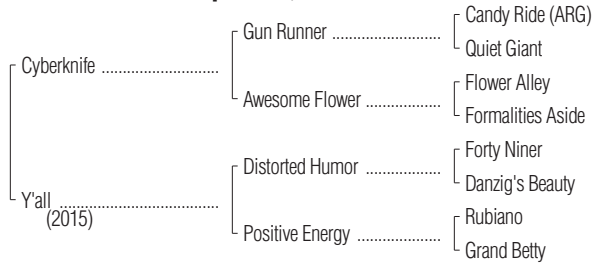 Cyberknife ................................
Gun Runner .............................
Candy Ride (ARG)
Quiet Giant
Awesome Flower ....................
Flower Alley
Formalities Aside
Y'all ....................................
(2015)
Distorted Humor ....................
Forty Niner
Danzig's Beauty
Positive Energy ......................
Rubiano
Grand Betty